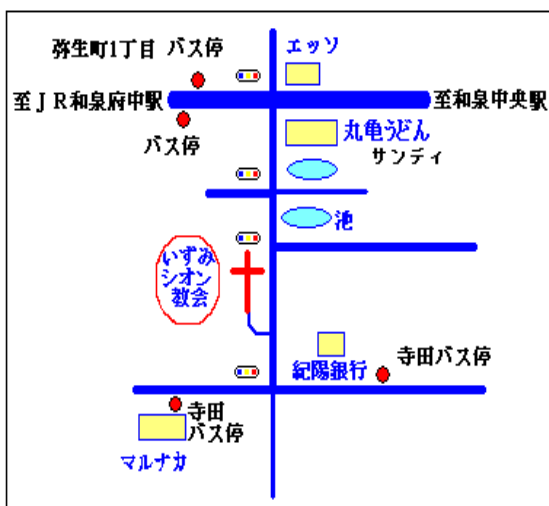 弥生町1丁目 バス停
エッソ
至JR和泉府中駅
至和泉中央駅
バス停
丸亀うどん
サンディ
池
いずみ
シオン
教会
寺田バス停
紀陽銀行
寺田
バス停
マルナカ